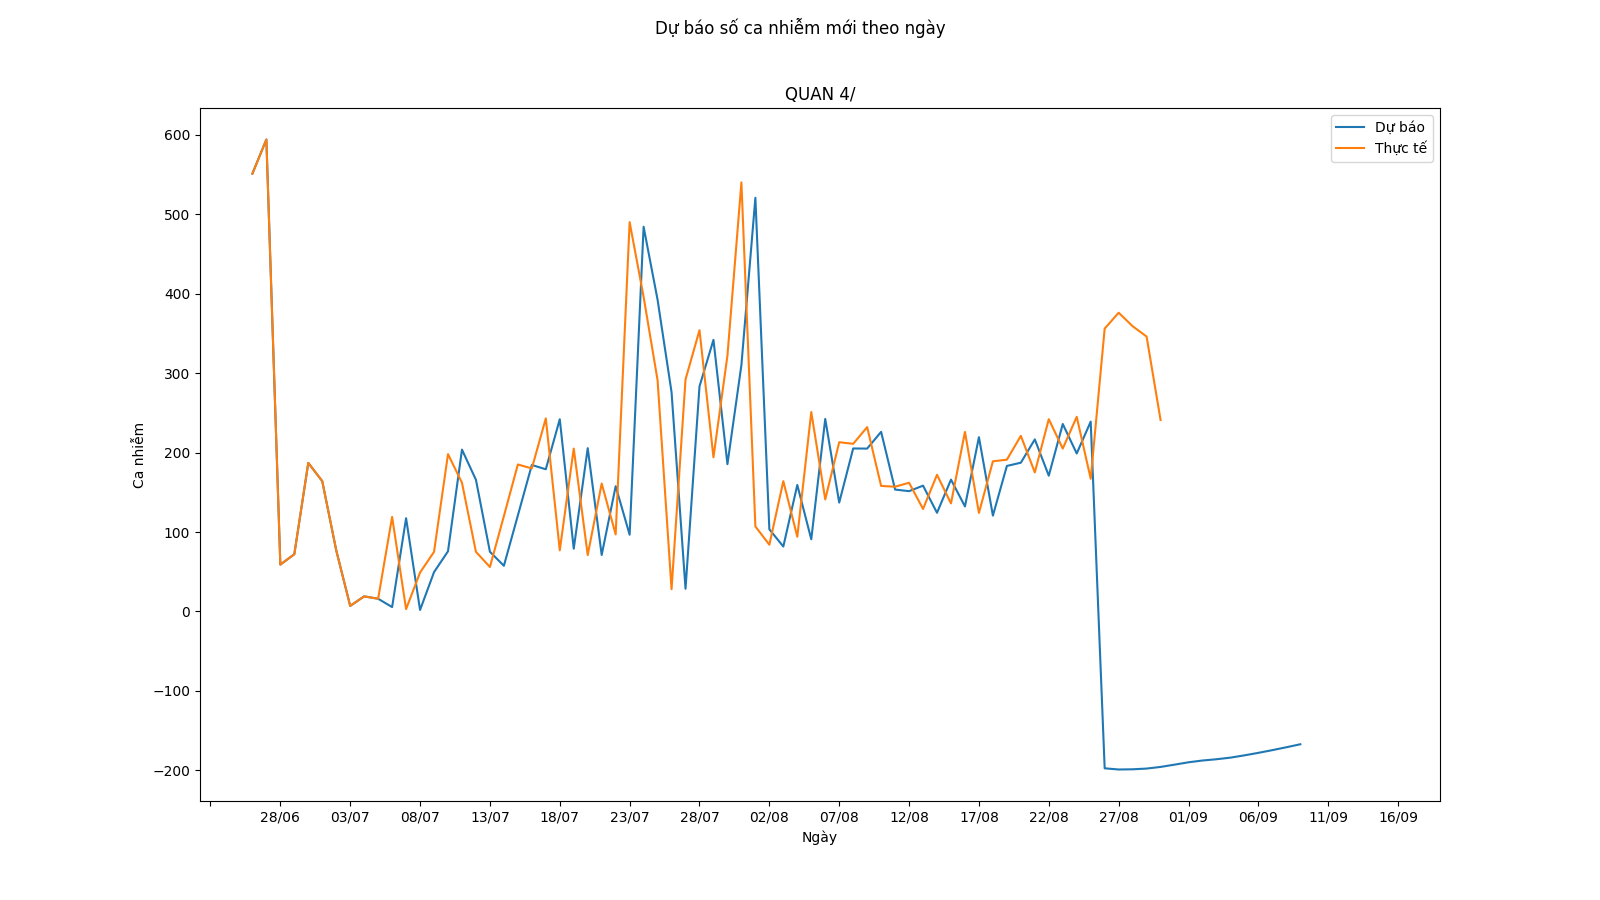 Dự báo số ca nhiễm mới theo ngày
QUAN 4/
Dự báo
Thực tế
600
500
400
300
200
100
0
−100
−200
Ca nhiễm
28/06 03/07 08/07 13/07 18/07 23/07 28/07 02/08 07/08 12/08 17/08 22/08 27/08 01/09 06/09 11/09 16/09
Ngày